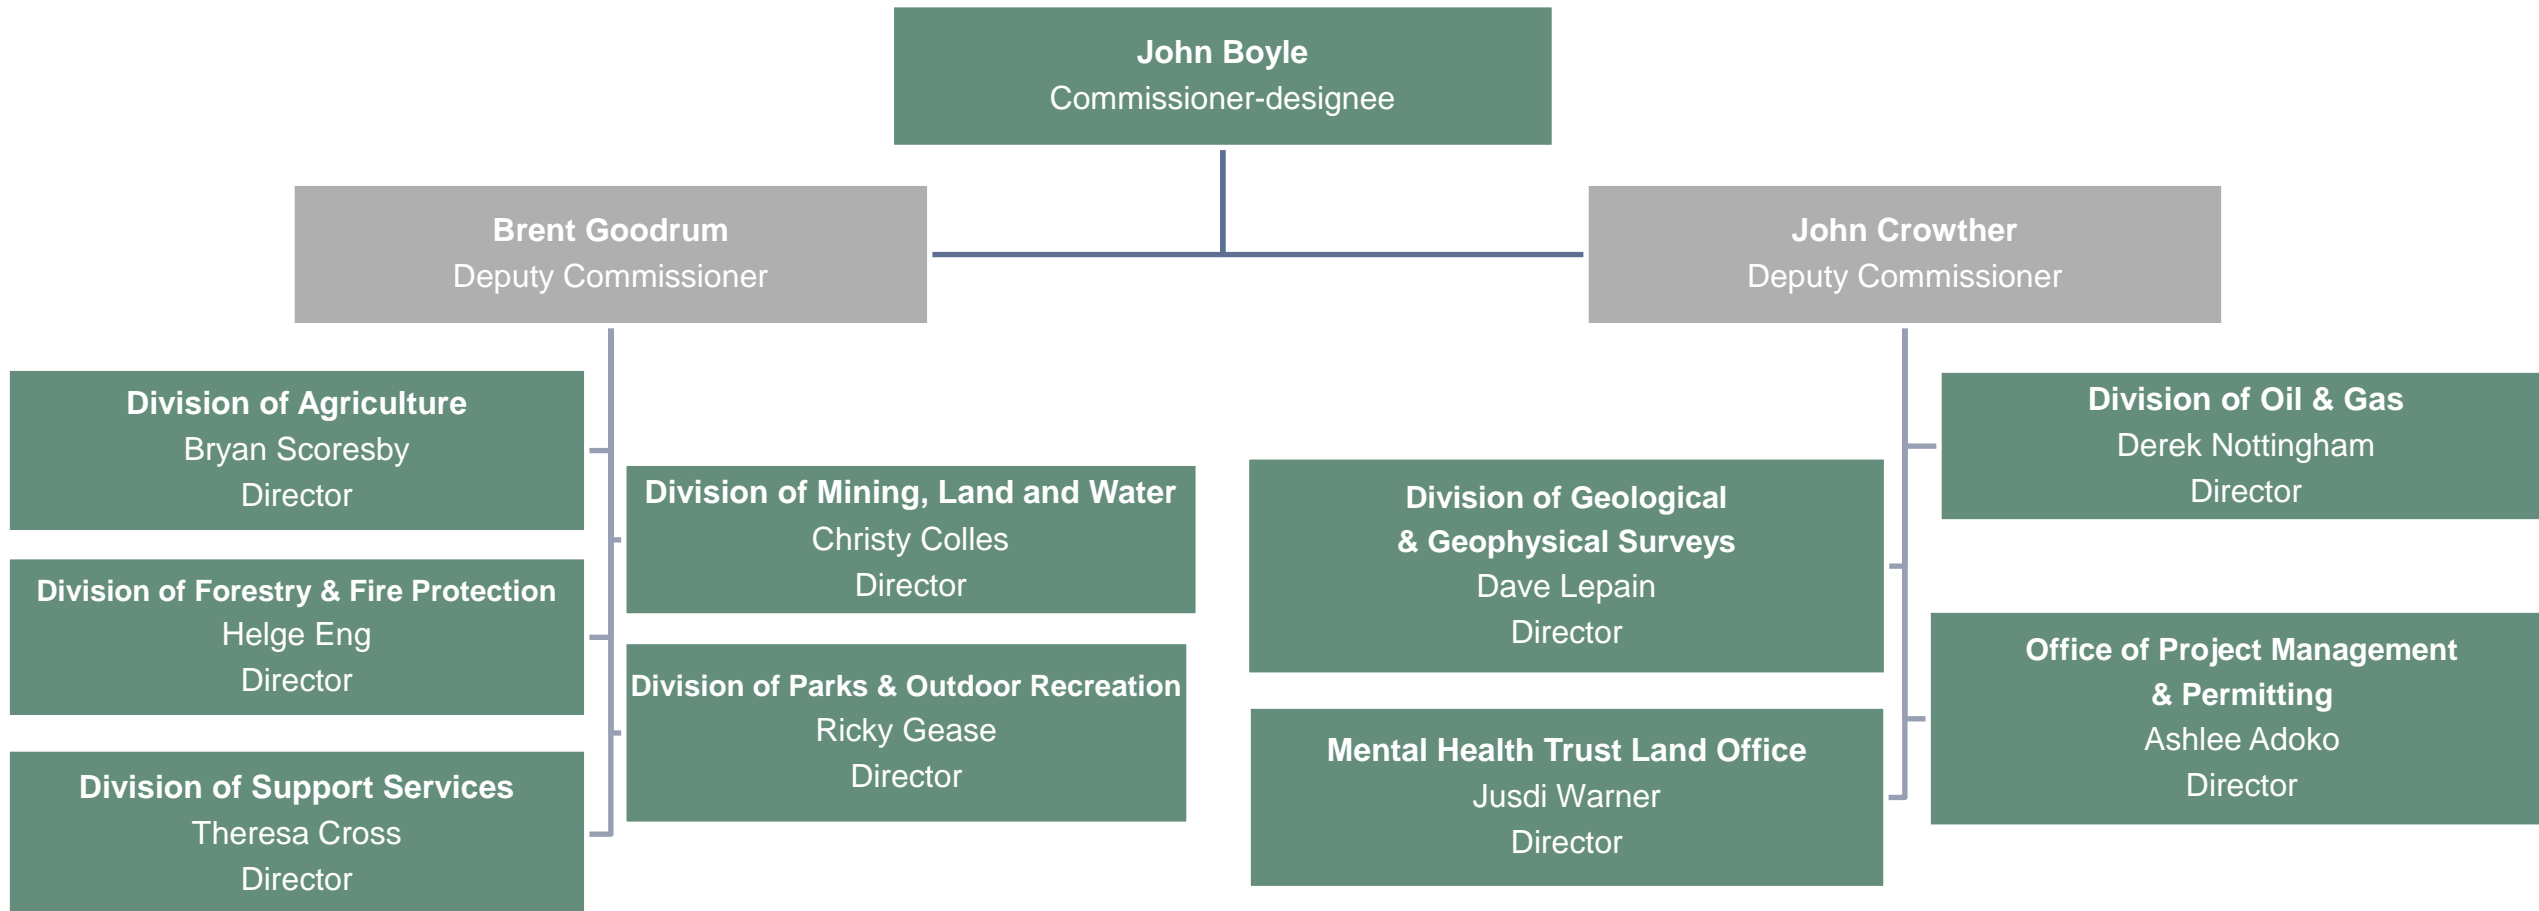 John Boyle
Commissioner-designee
Brent Goodrum
Deputy Commissioner
John Crowther
Deputy Commissioner
Division of Agriculture
Bryan Scoresby
Director
Division of Mining, Land and Water
Christy Colles
Director
Division of Forestry & Fire Protection
Helge Eng
Director
Division of Parks & Outdoor Recreation
Ricky Gease
Director
Division of Support Services
Theresa Cross
Director
Division of Oil & Gas
Derek Nottingham
Director
Division of Geological
& Geophysical Surveys
Dave Lepain
Director
Office of Project Management
& Permitting
Ashlee Adoko
Director
Mental Health Trust Land Office
Jusdi Warner
Director